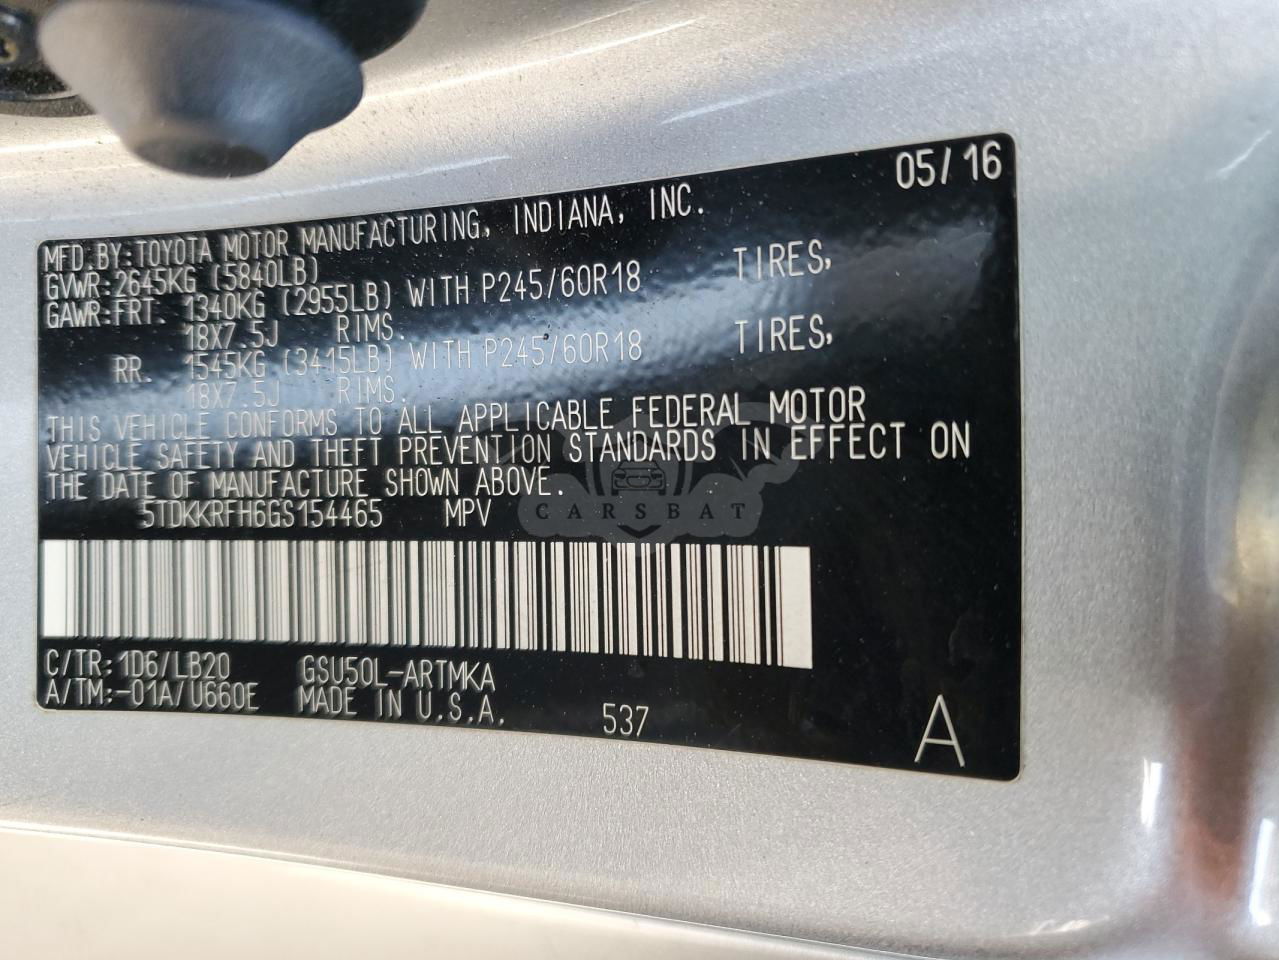 05/16
MFD.BY:TOYOTA MOTOR MANUFACTURING, INDIANA, INC.
GVWR:2645KG (5840LB)
GAWR:FRT. 1340KG (2955LB) WITH P245/60R18 TIRES,
18X7.5J RIMS.
RR. 1545KG (3415LB) WITH P245/60R18 TIRES,
18X7.5J RIMS.
THIS VEHICLE CONFORMS TO ALL APPLICABLE FEDERAL MOTOR
VEHICLE SAFETY AND THEFT PREVENTION STANDARDS IN EFFECT ON
THE DATE OF MANUFACTURE SHOWN ABOVE.
5TDKKRFH6GS154465 MPV
CARSBAT
C/TR: 1D6/LB20 GSU50L-ARTMKA
A/TM:-01A/U660E MADE IN U.S.A. 537
A